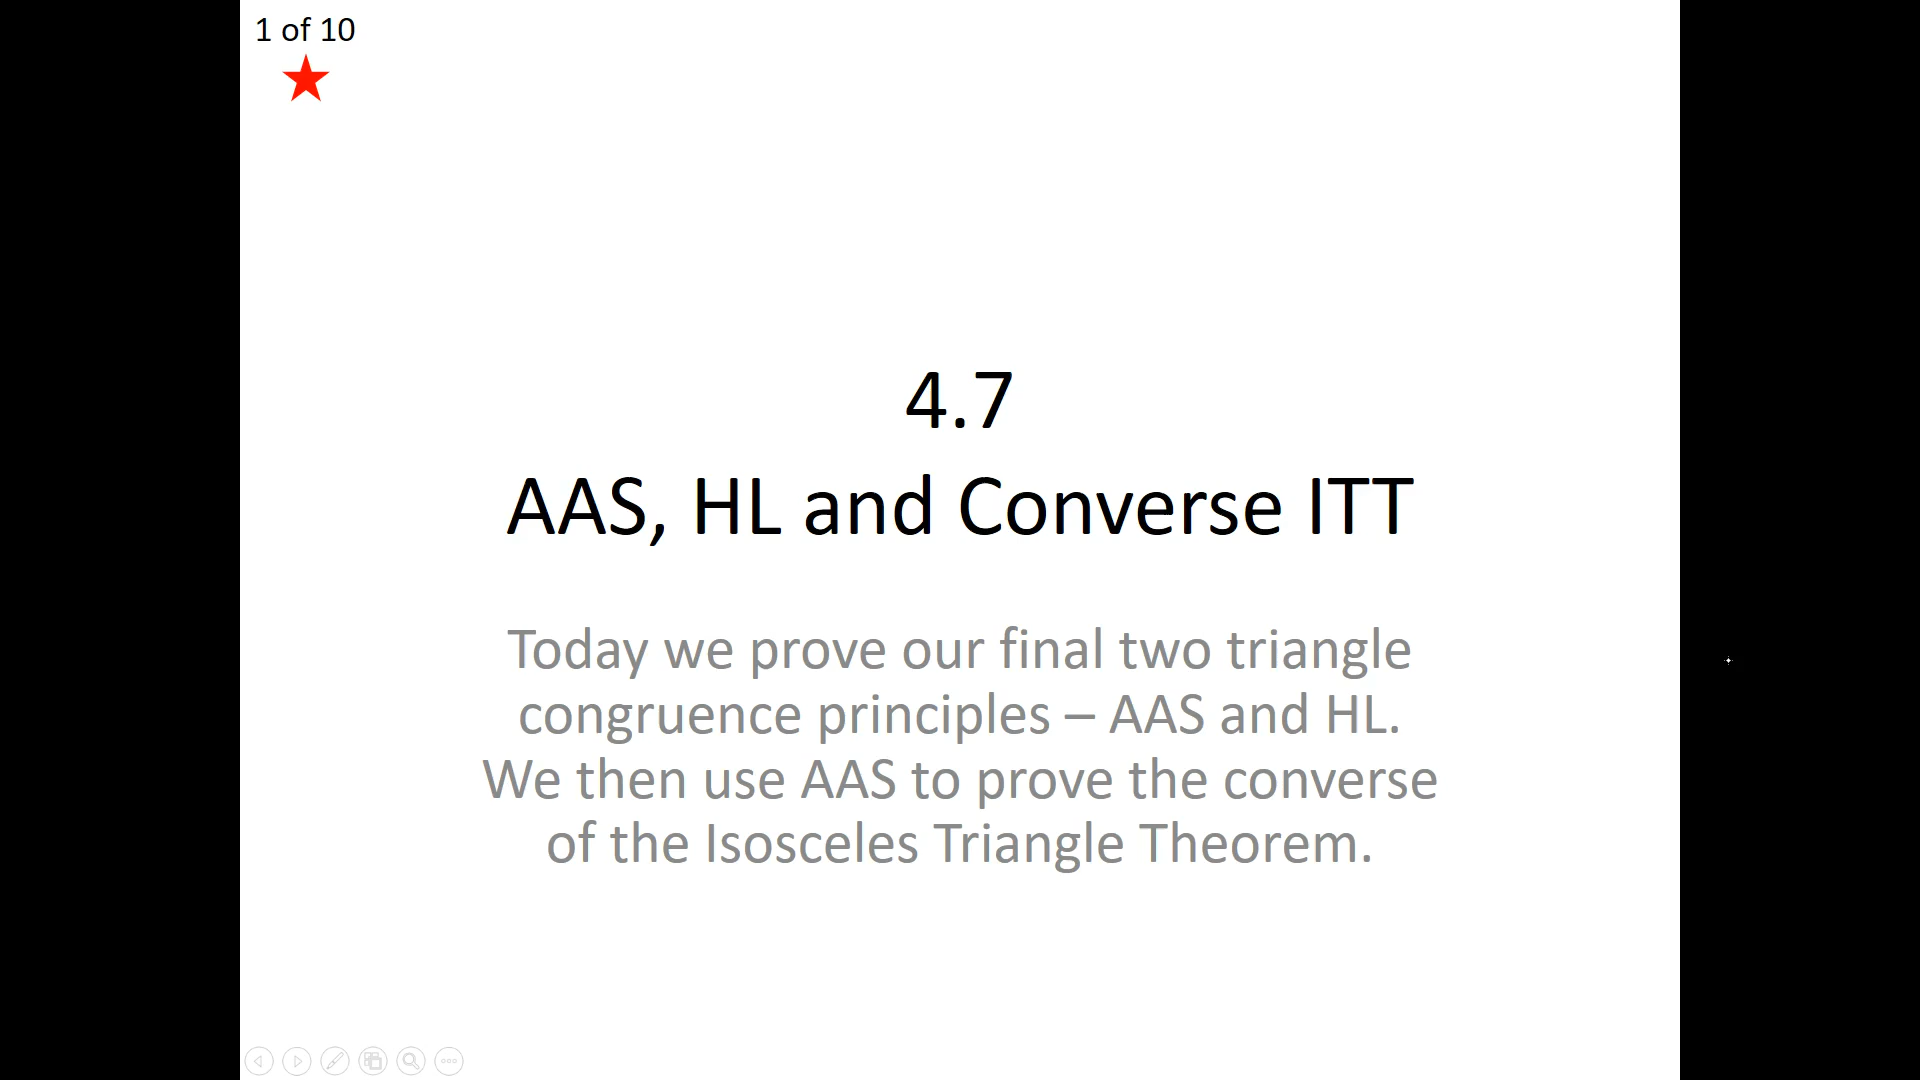 1 of 10
4.7
AAS, HL and Converse ITT
Today we prove our final two triangle
congruence principles – AAS and HL.
We then use AAS to prove the converse
of the Isosceles Triangle Theorem.